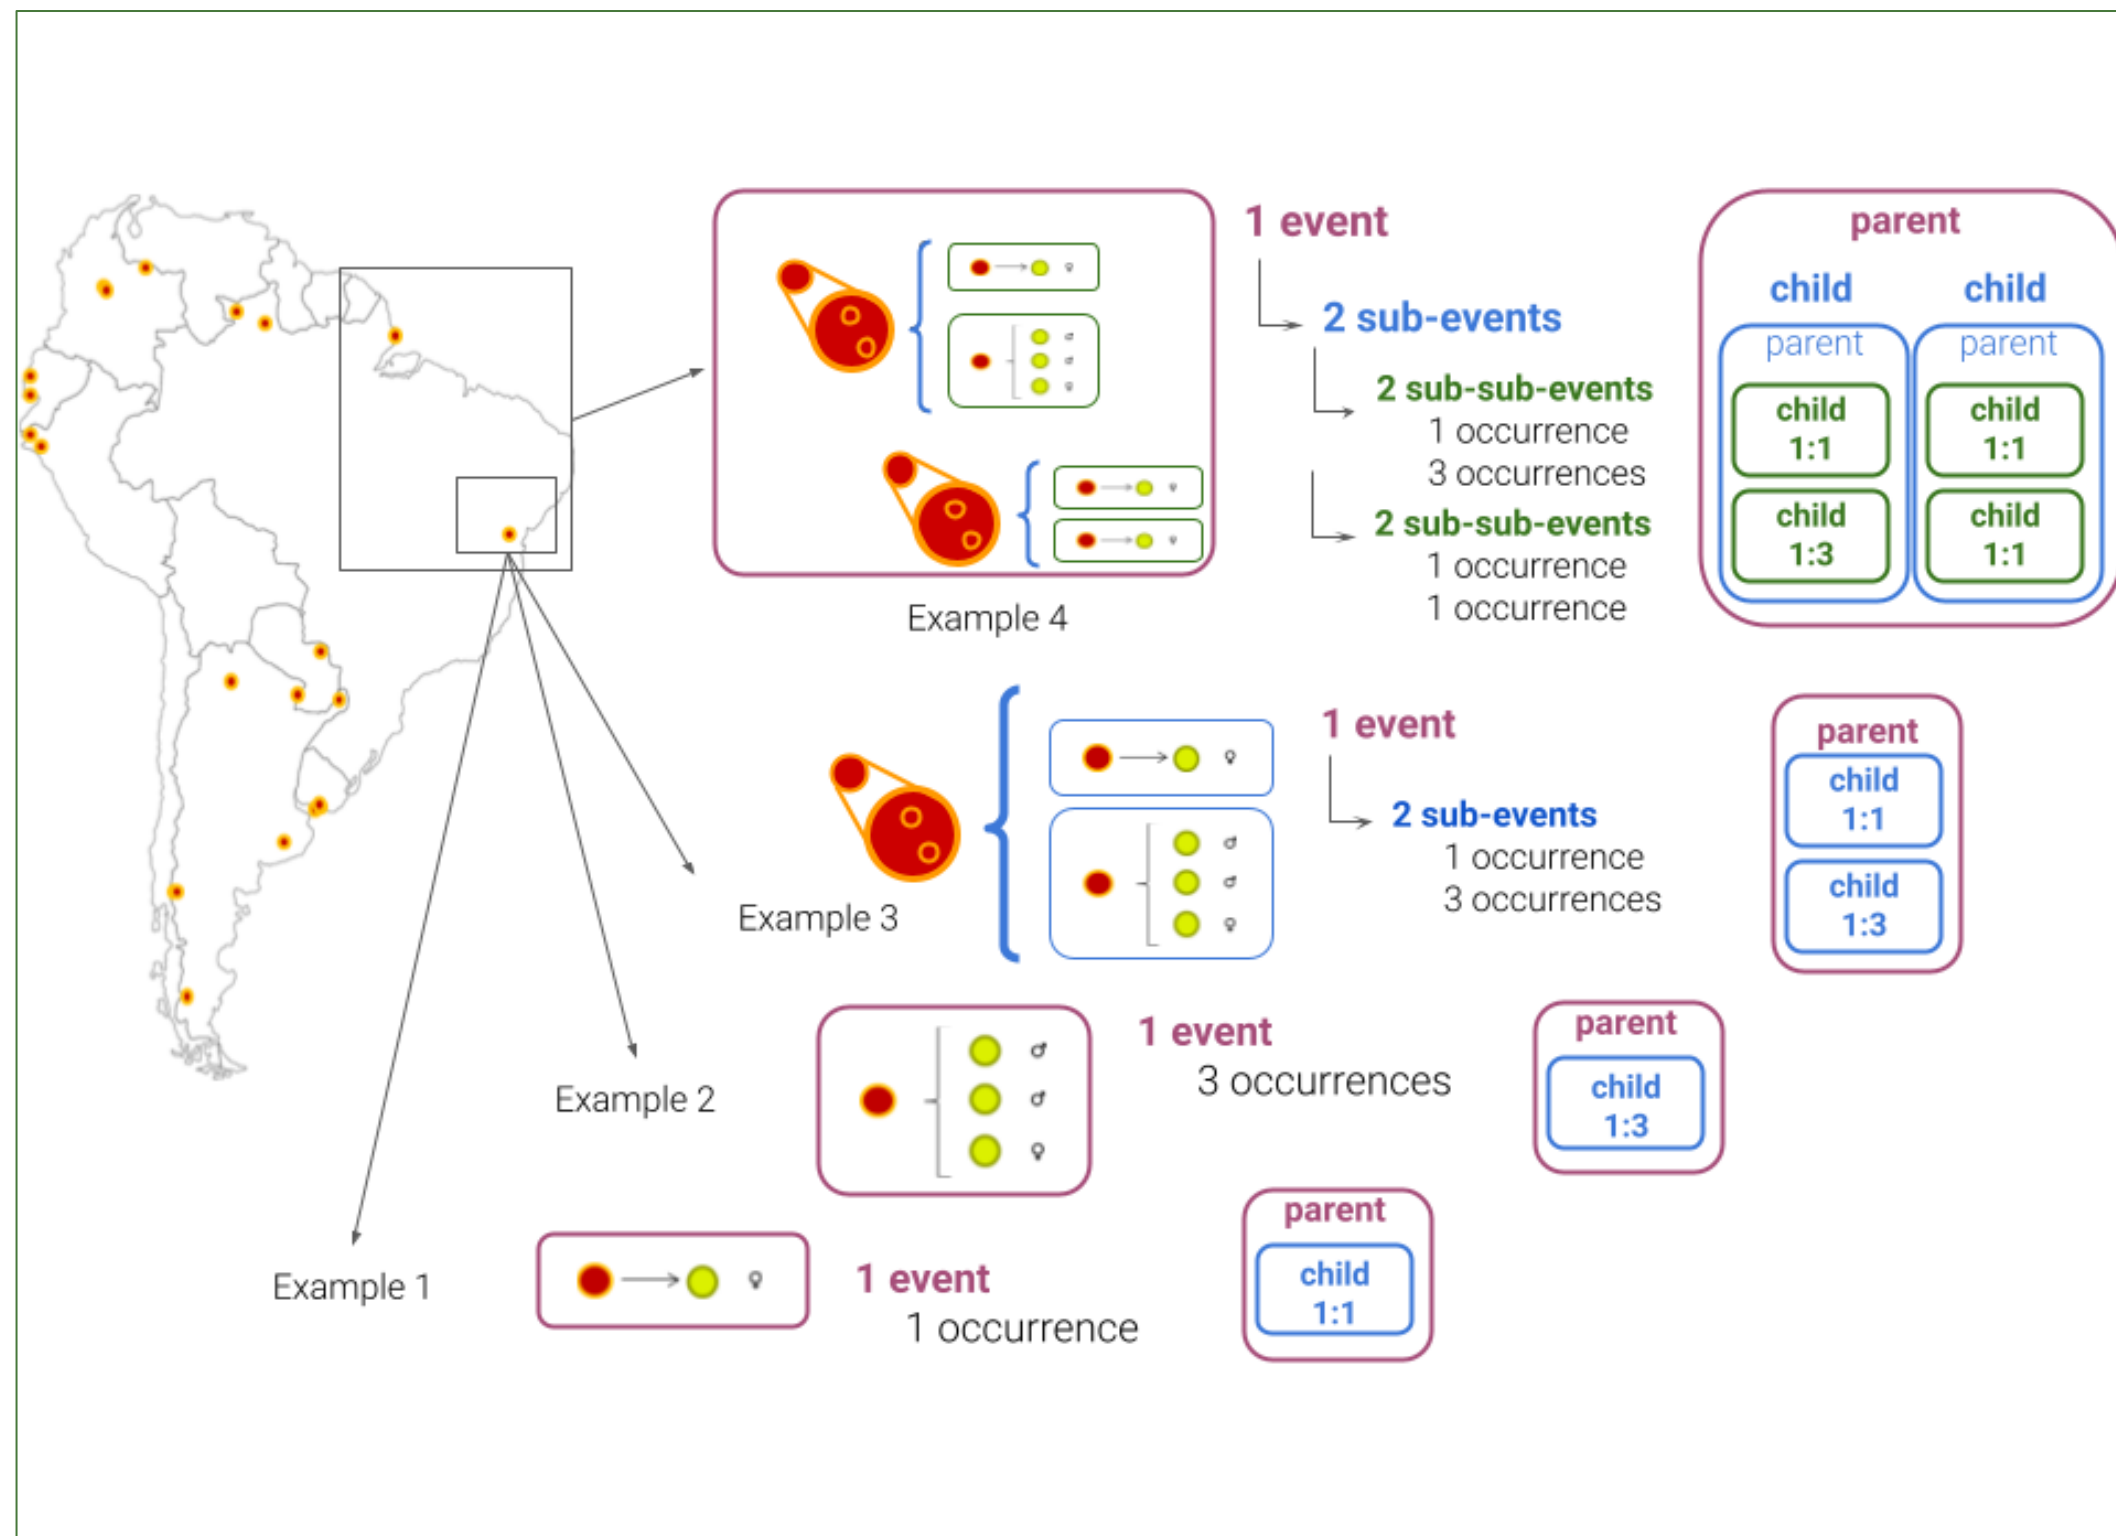 1 event
2 sub-events
2 sub-sub-events
1 occurrence
3 occurrences
2 sub-sub-events
1 occurrence
1 occurrence
parent
child child
parent parent
child child
1:1 1:1
child child
1:3 1:1
Example 4
1 event
2 sub-events
1 occurrence
3 occurrences
parent
child
1:1
child
1:3
Example 3
1 event
3 occurrences
parent
child
1:3
Example 2
1 event
1 occurrence
parent
child
1:1
Example 1